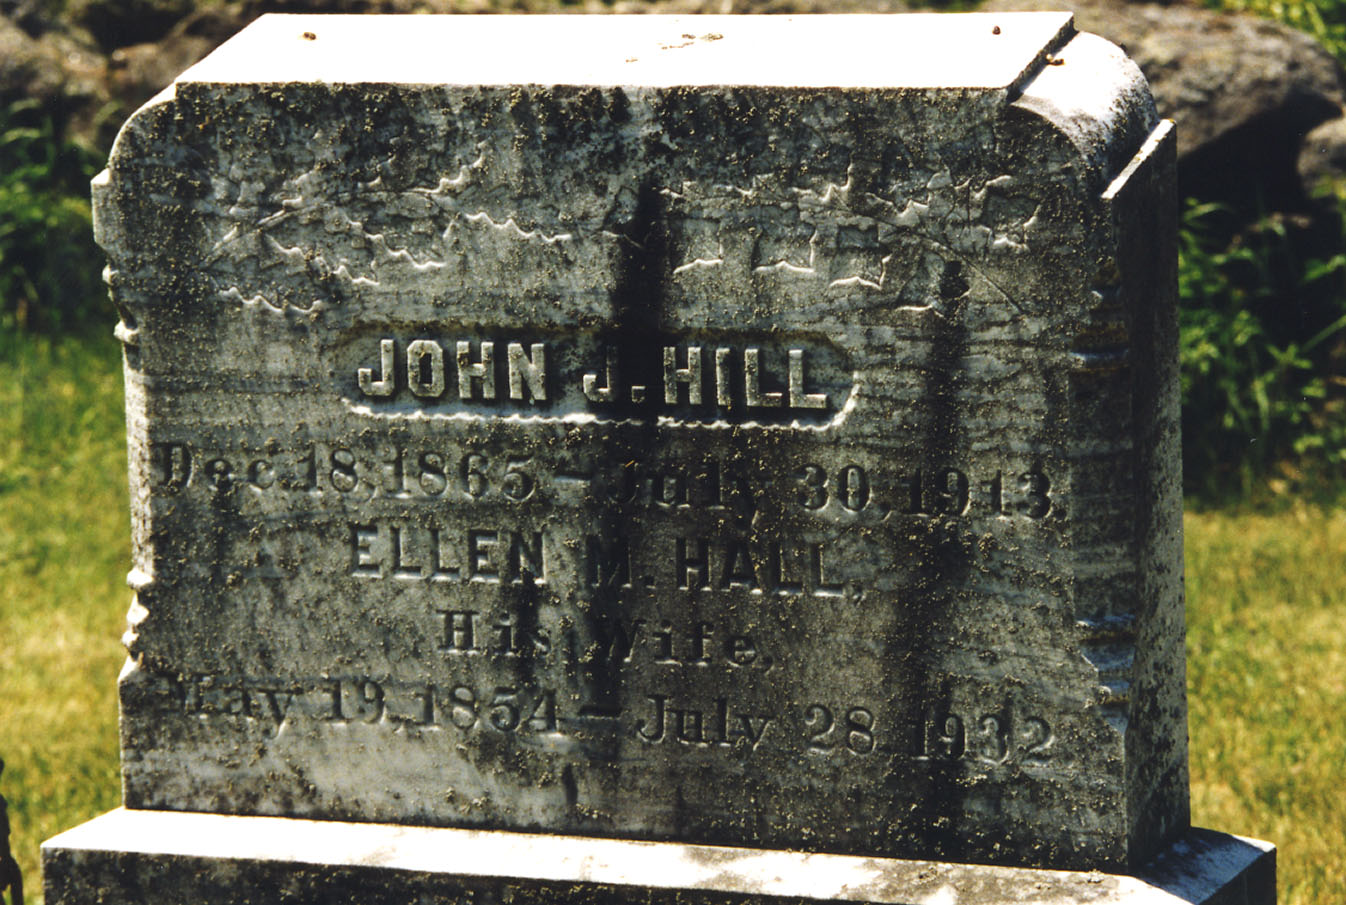 JOHN J. HILL
Dec. 18, 1865 – July 30, 1913.
ELLEN M. HALL,
His Wife,
May 19, 1854 – July 28, 1932